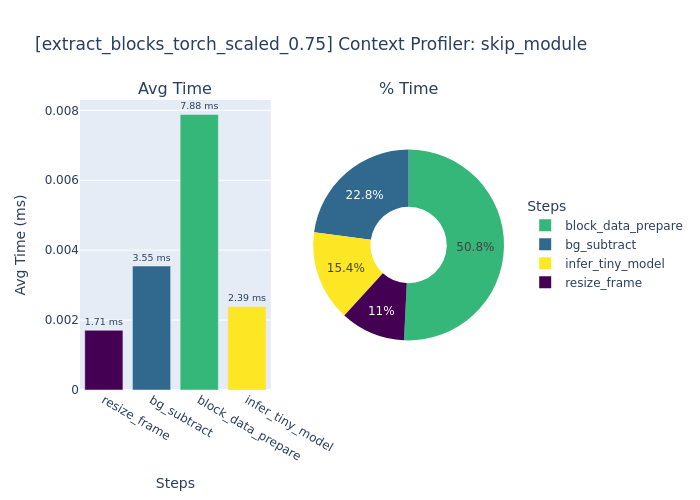 [extract_blocks_torch_scaled_0.75] Context Profiler: skip_module
Avg Time
% Time
Avg Time (ms)
0.008
0.006
0.004
0.002
0
1.71 ms
3.55 ms
7.88 ms
2.39 ms
resize_frame
bg_subtract
block_data_prepare
infer_tiny_model
Steps
22.8%
50.8%
15.4%
11%
Steps
block_data_prepare
bg_subtract
infer_tiny_model
resize_frame